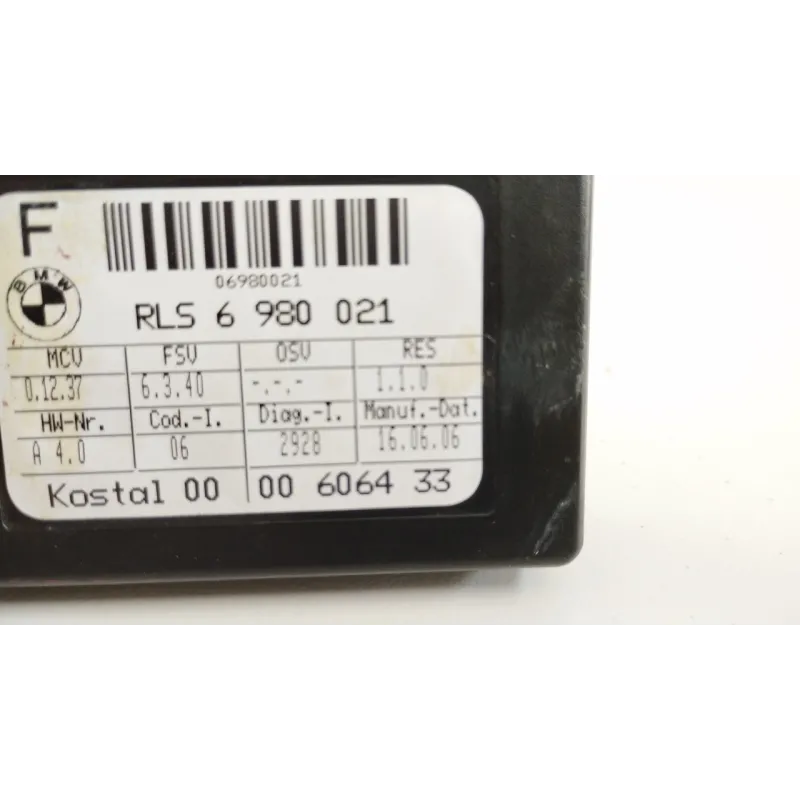 F
06980021
BMW
RLS 6 980 021
MCV FSV OSV RES
0.12.37 6.3.40 -.-.- 1.1.0
HW-Nr. Cod.-I. Diag.-I. Manuf.-Dat.
A 4.0 06 2928 16.06.06
Kostal 00 00 6064 33